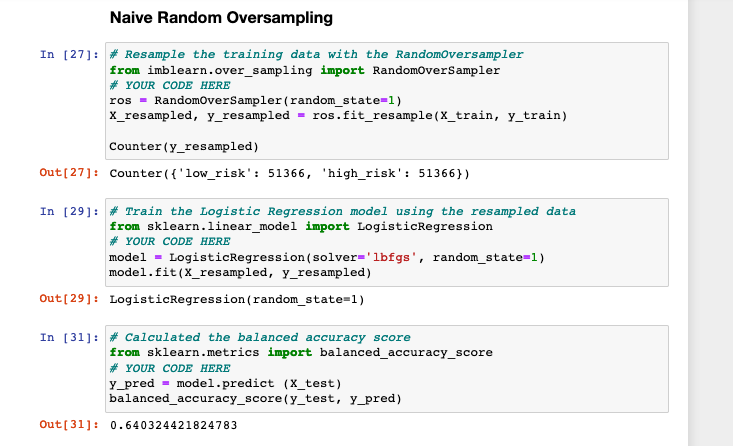 Naive Random Oversampling
In [27]: # Resample the training data with the RandomOversampler
from imblearn.over_sampling import RandomOverSampler
# YOUR CODE HERE
ros = RandomOverSampler(random_state=1)
X_resampled, y_resampled = ros.fit_resample(X_train, y_train)
Counter(y_resampled)
Out[27]: Counter({'low_risk': 51366, 'high_risk': 51366})
In [29]: # Train the Logistic Regression model using the resampled data
from sklearn.linear_model import LogisticRegression
# YOUR CODE HERE
model = LogisticRegression(solver='lbfgs', random_state=1)
model.fit(X_resampled, y_resampled)
Out[29]: LogisticRegression(random_state=1)
In [31]: # Calculated the balanced accuracy score
from sklearn.metrics import balanced_accuracy_score
# YOUR CODE HERE
y_pred = model.predict (X_test)
balanced_accuracy_score(y_test, y_pred)
Out[31]: 0.640324421824783